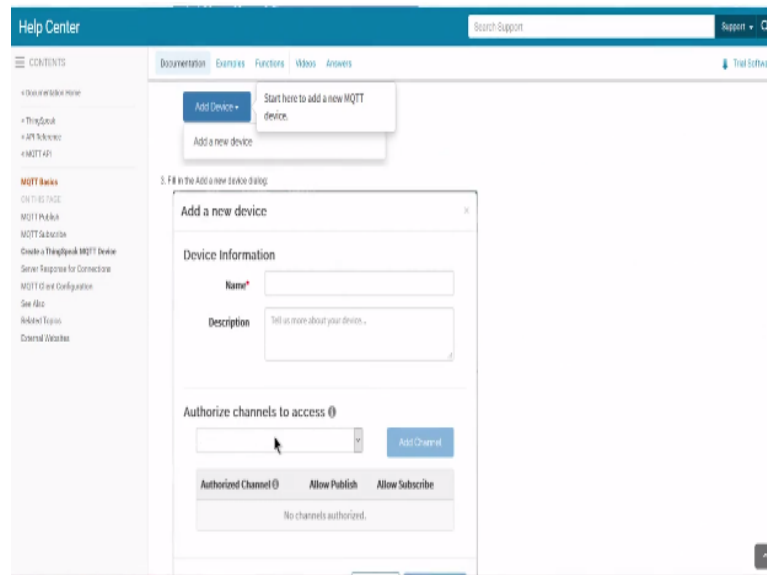 Help Center
Search Support
Support
CONTENTS
Documentation Examples Functions Videos Answers
Trial Softwa
« Documentation Home
« ThingSpeak
« API Reference
« MQTT API
MQTT Basics
ON THIS PAGE
MQTT Publish
MQTT Subscribe
Create a ThingSpeak MQTT Device
Server Response for Connections
MQTT Client Configuration
See Also
Related Topics
External Websites
Add Device
Start here to add a new MQTT
device.
Add a new device
3. Fill in the Add a new device dialog:
Add a new device
×
Device Information
Name*
Description
Tell us more about your device...
Authorize channels to access
Add Channel
Authorized Channel Allow Publish Allow Subscribe
No channels authorized.